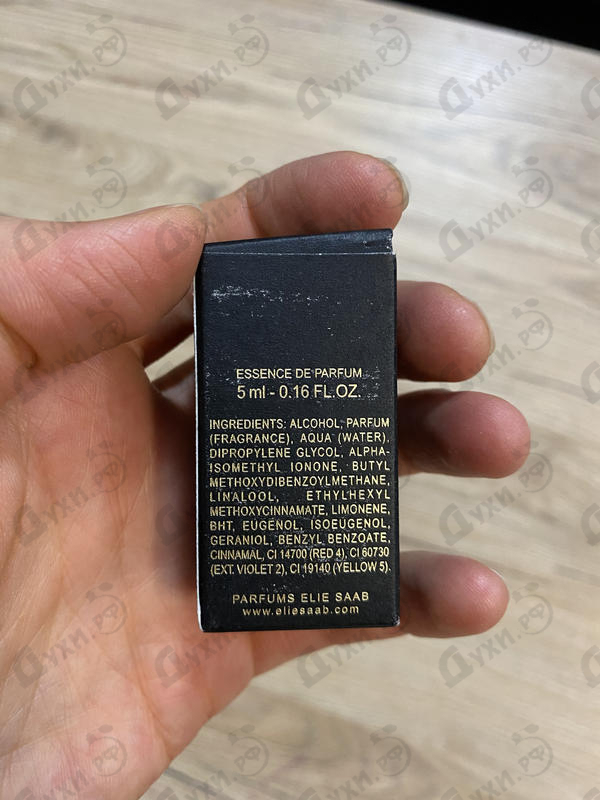 ESSENCE DE PARFUM
5 ml - 0.16 FL.OZ.
INGREDIENTS: ALCOHOL, PARFUM
(FRAGRANCE), AQUA (WATER),
DIPROPYLENE GLYCOL, ALPHA-
ISOMETHYL IONONE, BUTYL
METHOXYDIBENZOYLMETHANE,
LINALOOL, ETHYLHEXYL
METHOXYCINNAMATE, LIMONENE,
BHT, EUGENOL, ISOEUGENOL,
GERANIOL, BENZYL BENZOATE,
CINNAMAL, CI 14700 (RED 4), CI 60730
(EXT. VIOLET 2), CI 19140 (YELLOW 5).
PARFUMS ELIE SAAB
www.eliesaab.com
Духи.рф